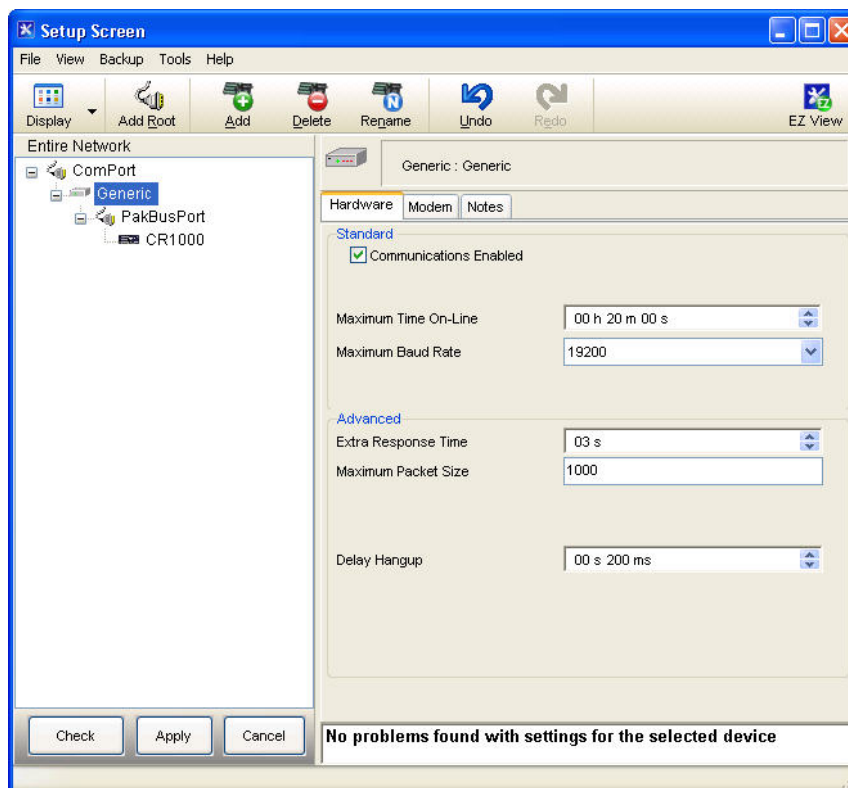 Setup Screen
File View Backup Tools Help
Display Add Root Add Delete Rename Undo Redo EZ View
Entire Network
ComPort
Generic
PakBusPort
CR1000
Generic : Generic
Hardware Modem Notes
Standard
Communications Enabled
Maximum Time On-Line 00 h 20 m 00 s
Maximum Baud Rate 19200
Advanced
Extra Response Time 03 s
Maximum Packet Size 1000
Delay Hangup 00 s 200 ms
Check Apply Cancel
No problems found with settings for the selected device